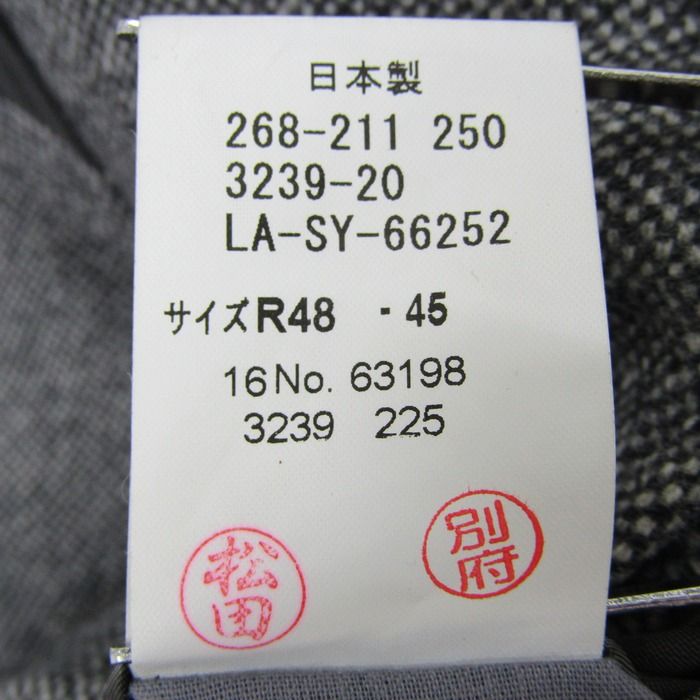 日本製
268-211 250
3239-20
LA-SY-66252
サイズR48 ・45
16No. 63198
3239 225
松田
別府